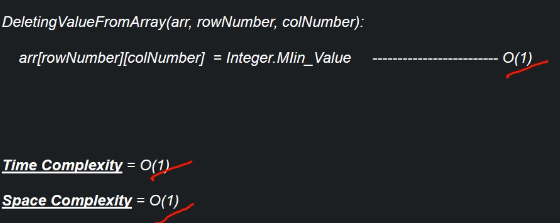 DeletingValueFromArray(arr, rowNumber, colNumber):
arr[rowNumber][colNumber] = Integer.MIin_Value ------------------------- O(1)
Time Complexity = O(1)
Space Complexity = O(1)